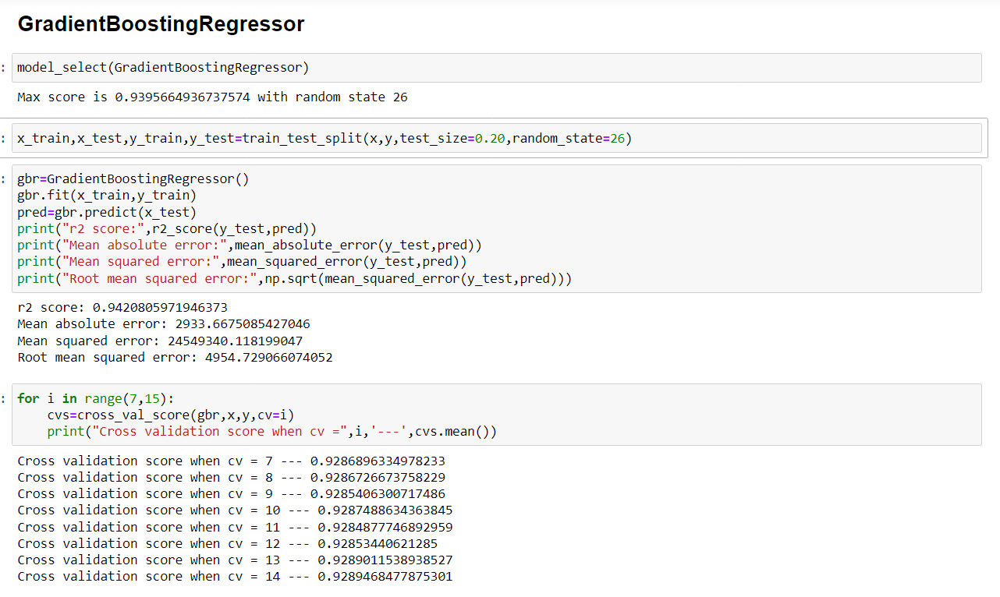 GradientBoostingRegressor
: model_select(GradientBoostingRegressor)
Max score is 0.9395664936737574 with random state 26
: x_train,x_test,y_train,y_test=train_test_split(x,y,test_size=0.20,random_state=26)
: gbr=GradientBoostingRegressor()
gbr.fit(x_train,y_train)
pred=gbr.predict(x_test)
print("r2 score:",r2_score(y_test,pred))
print("Mean absolute error:",mean_absolute_error(y_test,pred))
print("Mean squared error:",mean_squared_error(y_test,pred))
print("Root mean squared error:",np.sqrt(mean_squared_error(y_test,pred)))
r2 score: 0.9420805971946373
Mean absolute error: 2933.6675085427046
Mean squared error: 24549340.118199047
Root mean squared error: 4954.729066074052
: for i in range(7,15):
    cvs=cross_val_score(gbr,x,y,cv=i)
    print("Cross validation score when cv =",i,'---',cvs.mean())
Cross validation score when cv = 7 --- 0.9286896334978233
Cross validation score when cv = 8 --- 0.9286726673758229
Cross validation score when cv = 9 --- 0.9285406300717486
Cross validation score when cv = 10 --- 0.9287488634363845
Cross validation score when cv = 11 --- 0.9284877746892959
Cross validation score when cv = 12 --- 0.92853440621285
Cross validation score when cv = 13 --- 0.9289011538938527
Cross validation score when cv = 14 --- 0.9289468477875301